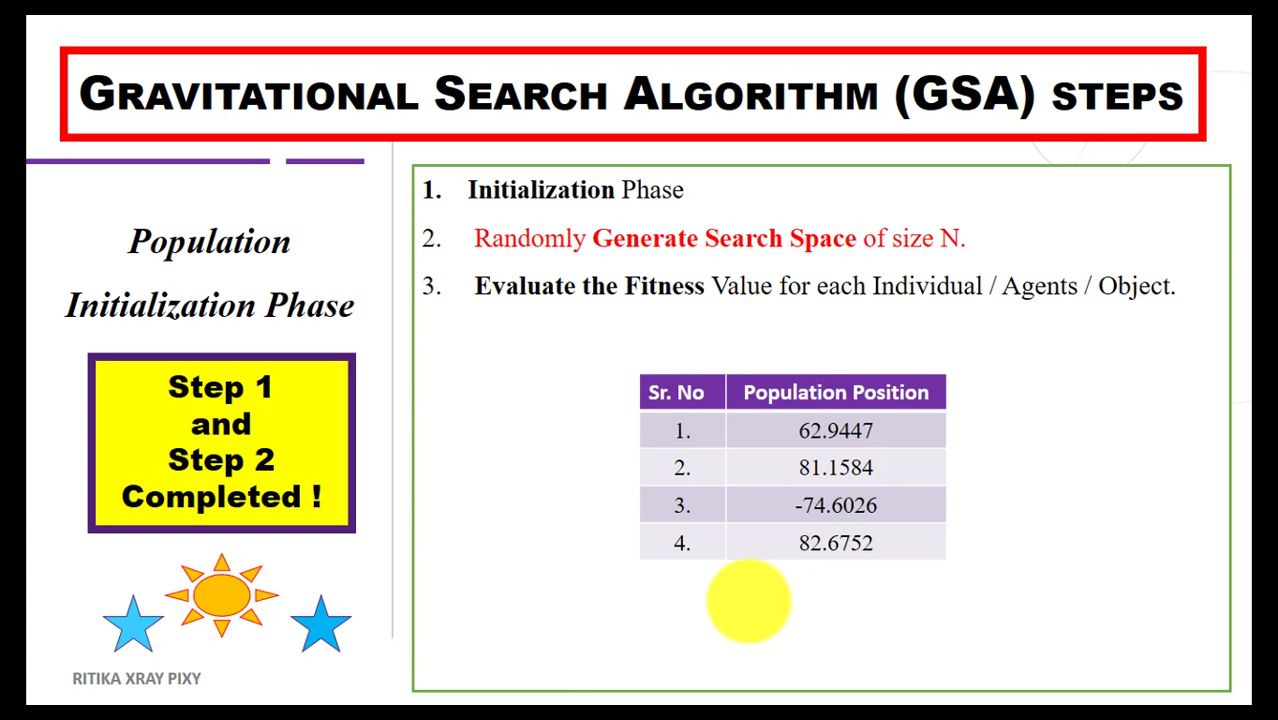 GRAVITATIONAL SEARCH ALGORITHM (GSA) STEPS
Population
Initialization Phase
Step 1
and
Step 2
Completed !
RITIKA XRAY PIXY
1. Initialization Phase
2. Randomly Generate Search Space of size N.
3. Evaluate the Fitness Value for each Individual / Agents / Object.
Sr. No Population Position
1. 62.9447
2. 81.1584
3. -74.6026
4. 82.6752